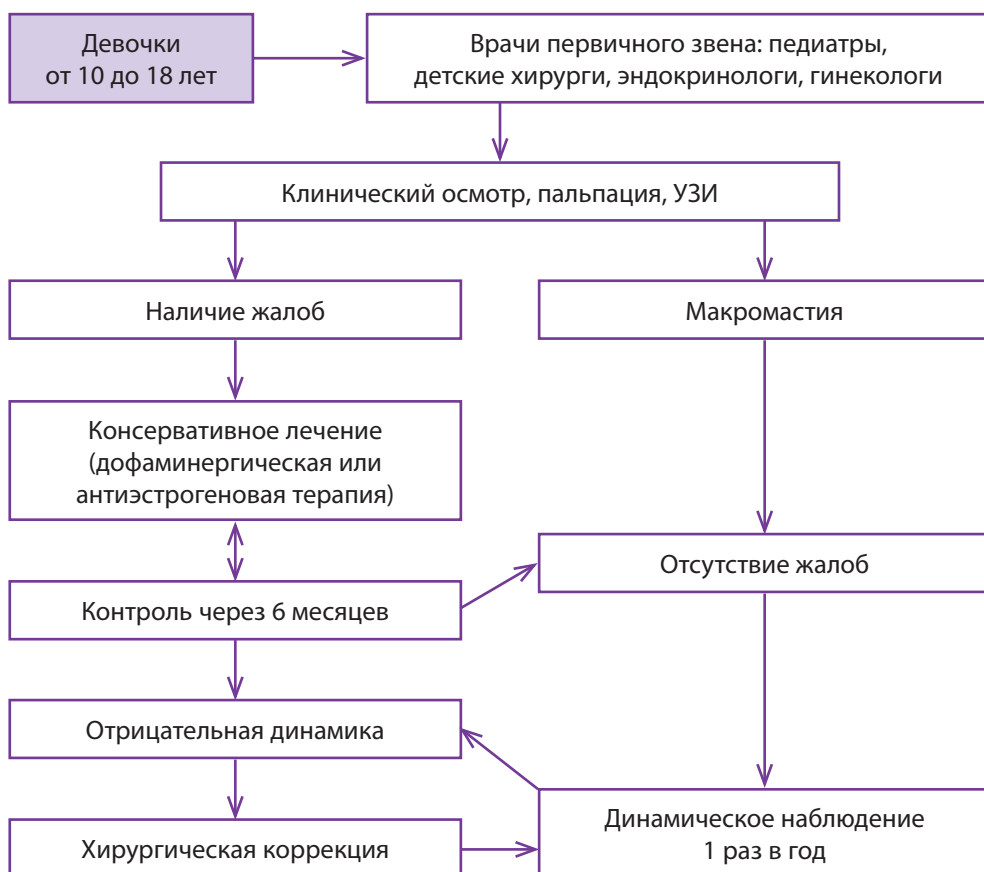 Девочки
от 10 до 18 лет
Врачи первичного звена: педиатры,
детские хирурги, эндокринологи, гинекологи
Клинический осмотр, пальпация, УЗИ
Наличие жалоб
Макромастия
Консервативное лечение
(дофаминергическая или
антиэстрогеновая терапия)
Отсутствие жалоб
Контроль через 6 месяцев
Отрицательная динамика
Динамическое наблюдение
1 раз в год
Хирургическая коррекция